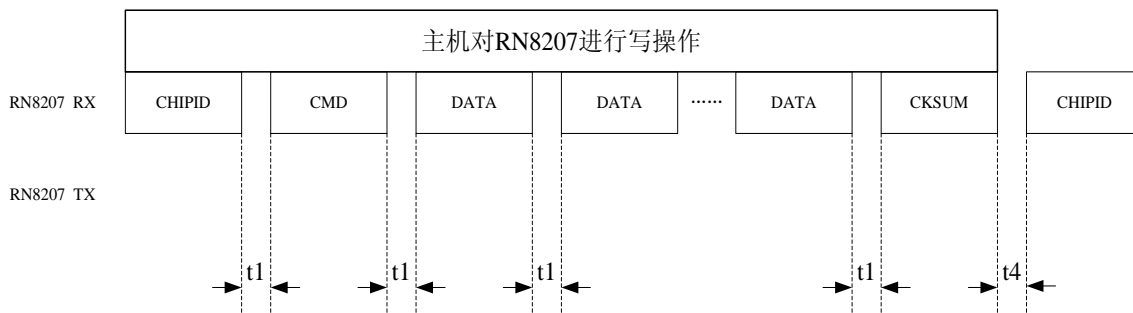 主机对RN8207进行写操作
RN8207 RX CHIPID CMD DATA DATA ...... DATA CKSUM CHIPID
RN8207 TX
t1 t1 t1 t1 t4